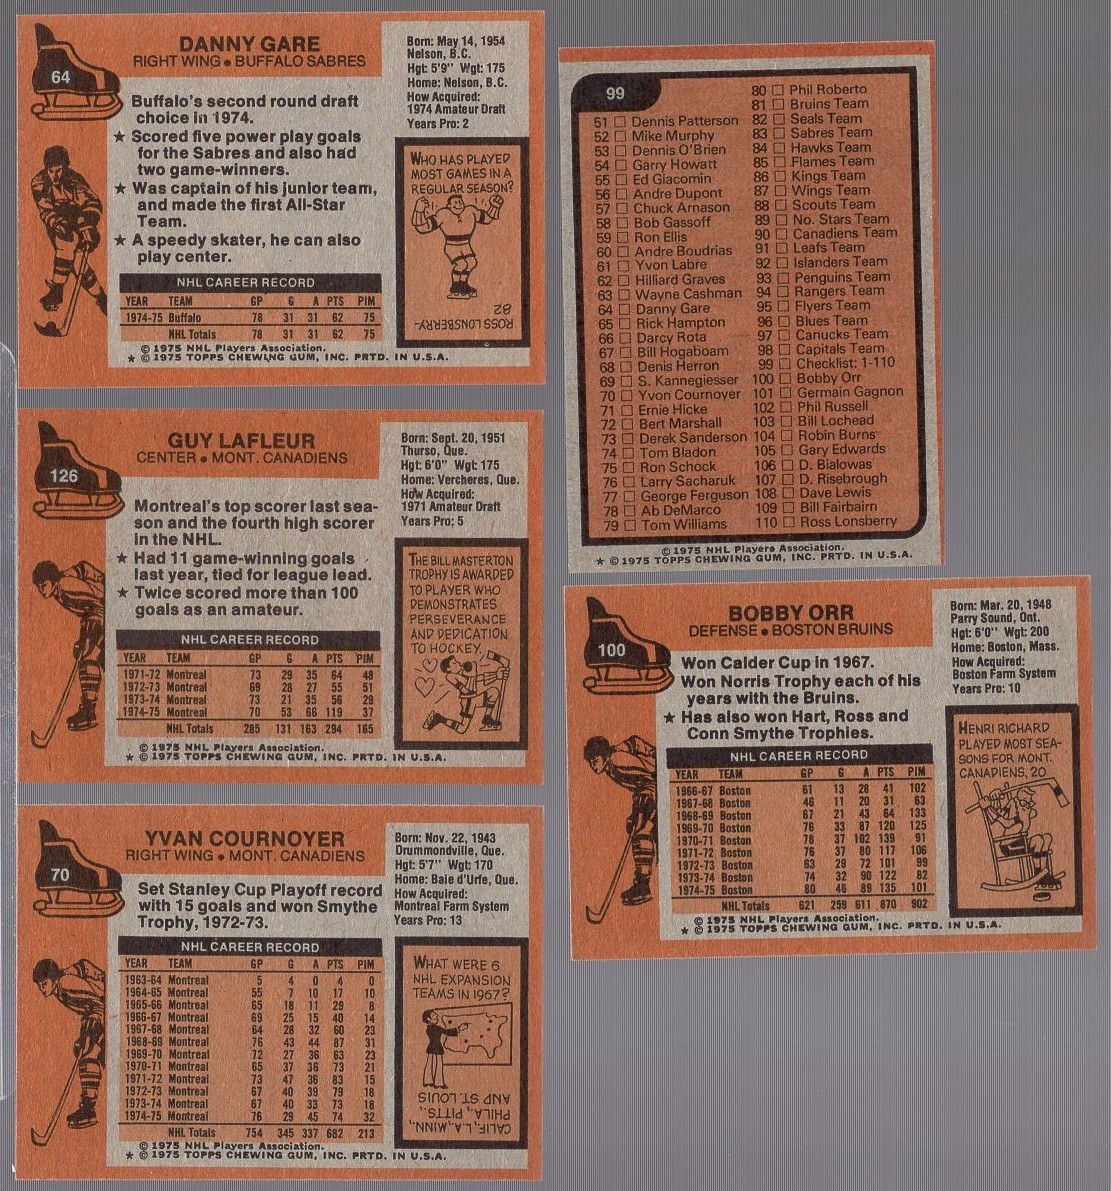 64
DANNY GARE
RIGHT WING • BUFFALO SABRES
Born: May 14, 1954
Nelson, B.C.
Hgt: 5'9" Wgt: 175
Home: Nelson, B.C.
How Acquired:
1974 Amateur Draft
Years Pro: 2
Buffalo's second round draft
choice in 1974.
★ Scored five power play goals
for the Sabres and also had
two game-winners.
★ Was captain of his junior team,
and made the first All-Star
Team.
★ A speedy skater, he can also
play center.
NHL CAREER RECORD
YEAR TEAM GP G A PTS PIM
1974-75 Buffalo 78 31 31 62 75
NHL Totals 78 31 31 62 75
© 1975 NHL Players Association.
★ © 1975 TOPPS CHEWING GUM, INC. PRTD. IN U.S.A.
WHO HAS PLAYED
MOST GAMES IN A
REGULAR SEASON?
ROSS LONSBERRY-
82
126
GUY LAFLEUR
CENTER • MONT. CANADIENS
Born: Sept. 20, 1951
Thurso, Que.
Hgt: 6'0" Wgt: 175
Home: Vercheres, Que.
How Acquired:
1971 Amateur Draft
Years Pro: 5
Montreal's top scorer last sea-
son and the fourth high scorer
in the NHL.
★ Had 11 game-winning goals
last year, tied for league lead.
★ Twice scored more than 100
goals as an amateur.
NHL CAREER RECORD
YEAR TEAM GP G A PTS PIM
1971-72 Montreal 73 29 35 64 48
1972-73 Montreal 69 28 27 55 51
1973-74 Montreal 73 21 35 56 29
1974-75 Montreal 70 53 66 119 37
NHL Totals 285 131 163 294 165
© 1975 NHL Players Association.
★ © 1975 TOPPS CHEWING GUM, INC. PRTD. IN U.S.A.
THE BILL MASTERTON
TROPHY IS AWARDED
TO PLAYER WHO
DEMONSTRATES
PERSEVERANCE
AND DEDICATION
TO HOCKEY.
70
YVAN COURNOYER
RIGHT WING • MONT. CANADIENS
Born: Nov. 22, 1943
Drummondville, Que.
Hgt: 5'7" Wgt: 170
Home: Baie d'Urfe, Que.
How Acquired:
Montreal Farm System
Years Pro: 13
Set Stanley Cup Playoff record
with 15 goals and won Smythe
Trophy, 1972-73.
NHL CAREER RECORD
YEAR TEAM GP G A PTS PIM
1963-64 Montreal 5 4 0 4 0
1964-65 Montreal 55 7 10 17 10
1965-66 Montreal 65 18 11 29 8
1966-67 Montreal 69 25 15 40 14
1967-68 Montreal 64 28 32 60 23
1968-69 Montreal 76 43 44 87 31
1969-70 Montreal 72 27 36 63 23
1970-71 Montreal 65 37 36 73 21
1971-72 Montreal 73 47 36 83 15
1972-73 Montreal 67 40 39 79 18
1973-74 Montreal 67 40 33 73 18
1974-75 Montreal 76 29 45 74 32
NHL Totals 754 345 337 682 213
© 1975 NHL Players Association.
★ © 1975 TOPPS CHEWING GUM, INC. PRTD. IN U.S.A.
WHAT WERE 6
NHL EXPANSION
TEAMS IN 1967?
CALIF., L.A., MINN.,
PHILA., PITTS.,
AND ST. LOUIS
99
51 Dennis Patterson
52 Mike Murphy
53 Dennis O'Brien
54 Garry Howatt
55 Ed Giacomin
56 Andre Dupont
57 Chuck Arnason
58 Bob Gassoff
59 Ron Ellis
60 Andre Boudrias
61 Yvon Labre
62 Hilliard Graves
63 Wayne Cashman
64 Danny Gare
65 Rick Hampton
66 Darcy Rota
67 Bill Hogaboam
68 Denis Herron
69 S. Kannegiesser
70 Yvon Cournoyer
71 Ernie Hicke
72 Bert Marshall
73 Derek Sanderson
74 Tom Bladon
75 Ron Schock
76 Larry Sacharuk
77 George Ferguson
78 Ab DeMarco
79 Tom Williams
80 Phil Roberto
81 Bruins Team
82 Seals Team
83 Sabres Team
84 Hawks Team
85 Flames Team
86 Kings Team
87 Wings Team
88 Scouts Team
89 No. Stars Team
90 Canadiens Team
91 Leafs Team
92 Islanders Team
93 Penguins Team
94 Rangers Team
95 Flyers Team
96 Blues Team
97 Canucks Team
98 Capitals Team
99 Checklist: 1-110
100 Bobby Orr
101 Germain Gagnon
102 Phil Russell
103 Bill Lochead
104 Robin Burns
105 Gary Edwards
106 D. Bialowas
107 D. Risebrough
108 Dave Lewis
109 Bill Fairbairn
110 Ross Lonsberry
© 1975 NHL Players Association.
★ © 1975 TOPPS CHEWING GUM, INC. PRTD. IN U.S.A.
100
BOBBY ORR
DEFENSE • BOSTON BRUINS
Born: Mar. 20, 1948
Parry Sound, Ont.
Hgt: 6'0" Wgt: 200
Home: Boston, Mass.
How Acquired:
Boston Farm System
Years Pro: 10
Won Calder Cup in 1967.
Won Norris Trophy each of his
years with the Bruins.
★ Has also won Hart, Ross and
Conn Smythe Trophies.
NHL CAREER RECORD
YEAR TEAM GP G A PTS PIM
1966-67 Boston 61 13 28 41 102
1967-68 Boston 46 11 20 31 63
1968-69 Boston 67 21 43 64 133
1969-70 Boston 76 33 87 120 125
1970-71 Boston 78 37 102 139 91
1971-72 Boston 76 37 80 117 106
1972-73 Boston 63 29 72 101 99
1973-74 Boston 74 32 90 122 82
1974-75 Boston 80 46 89 135 101
NHL Totals 621 259 611 870 902
© 1975 NHL Players Association.
★ © 1975 TOPPS CHEWING GUM, INC. PRTD. IN U.S.A.
HENRI RICHARD
PLAYED MOST SEA-
SONS FOR MONT.
CANADIENS, 20